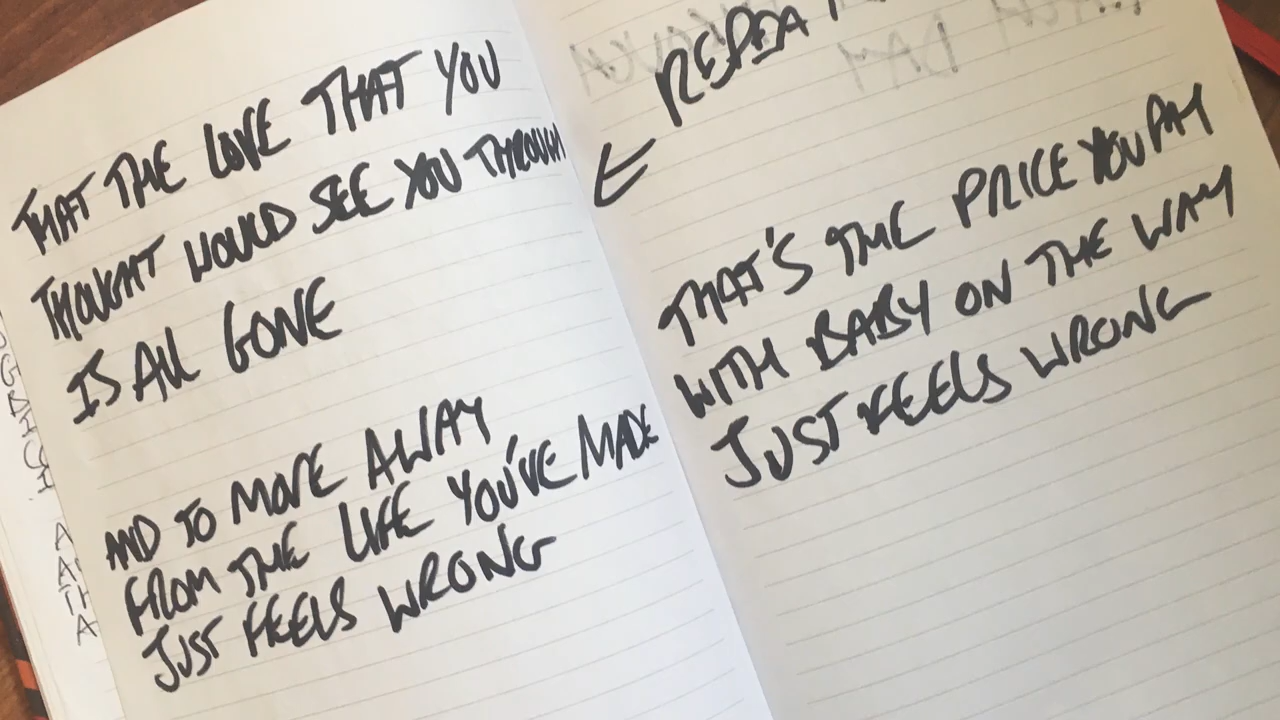 THAT THE LOVE THAT YOU
THOUGHT WOULD SEE YOU THROUGH
IS ALL GONE
AND TO MOVE AWAY
FROM THE LIFE YOU'VE MADE
JUST FEELS WRONG
REPEAT
THAT'S THE PRICE YOU PAY
WITH BABY ON THE WAY
JUST FEELS WRONG